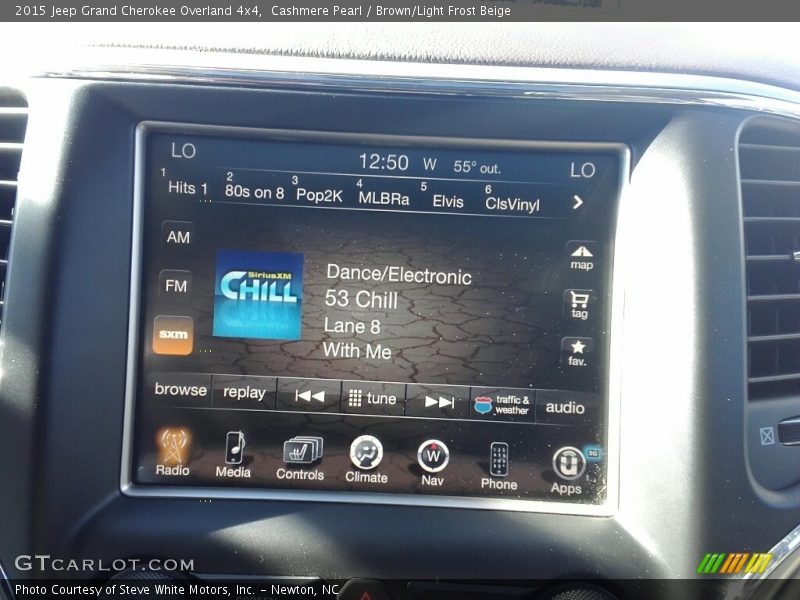 2015 Jeep Grand Cherokee Overland 4x4, Cashmere Pearl / Brown/Light Frost Beige
LO 12:50 W 55° out. LO
1 Hits 1 2 80s on 8 3 Pop2K 4 MLBRa 5 Elvis 6 ClsVinyl
AM
FM
sxm
SiriusXM
CHILL
Dance/Electronic
53 Chill
Lane 8
With Me
map
tag
fav.
browse replay tune traffic & weather audio
Radio Media Controls Climate W Nav Phone Apps 3G
GTCARLOT.COM
Photo Courtesy of Steve White Motors, Inc. – Newton, NC